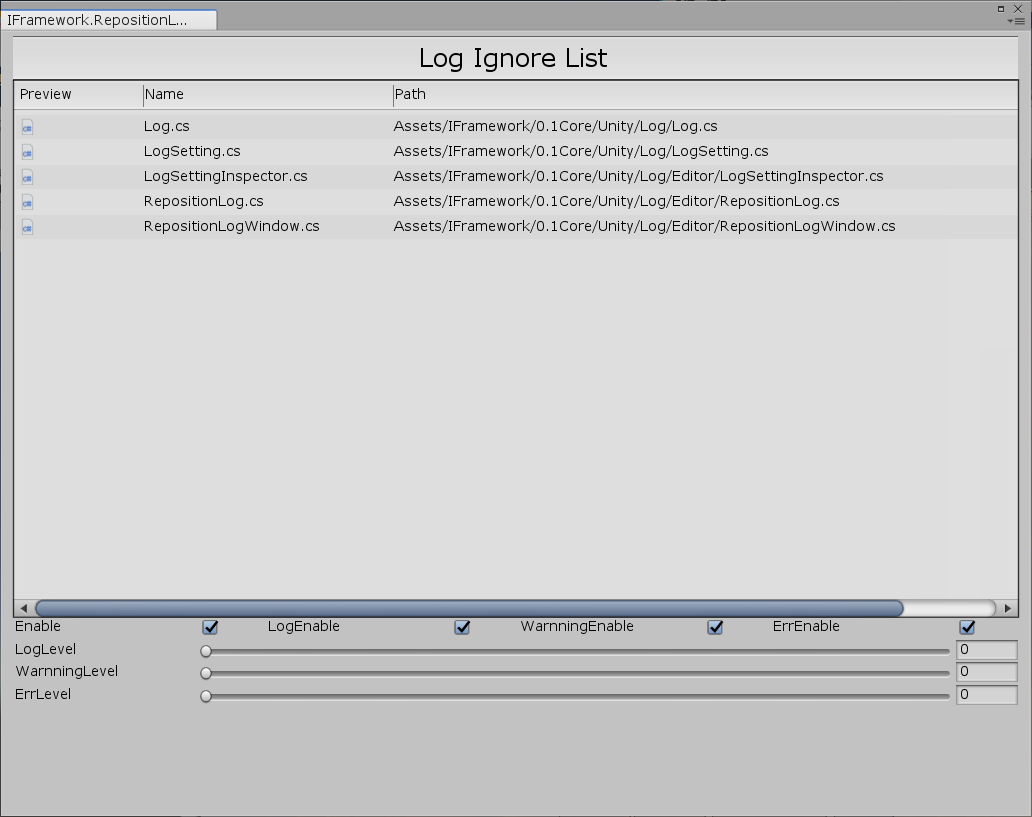 IFramework.RepositionL...
Log Ignore List
Preview Name Path
Log.cs Assets/IFramework/0.1Core/Unity/Log/Log.cs
LogSetting.cs Assets/IFramework/0.1Core/Unity/Log/LogSetting.cs
LogSettingInspector.cs Assets/IFramework/0.1Core/Unity/Log/Editor/LogSettingInspector.cs
RepositionLog.cs Assets/IFramework/0.1Core/Unity/Log/Editor/RepositionLog.cs
RepositionLogWindow.cs Assets/IFramework/0.1Core/Unity/Log/Editor/RepositionLogWindow.cs
Enable LogEnable WarnningEnable ErrEnable
LogLevel 0
WarnningLevel 0
ErrLevel 0